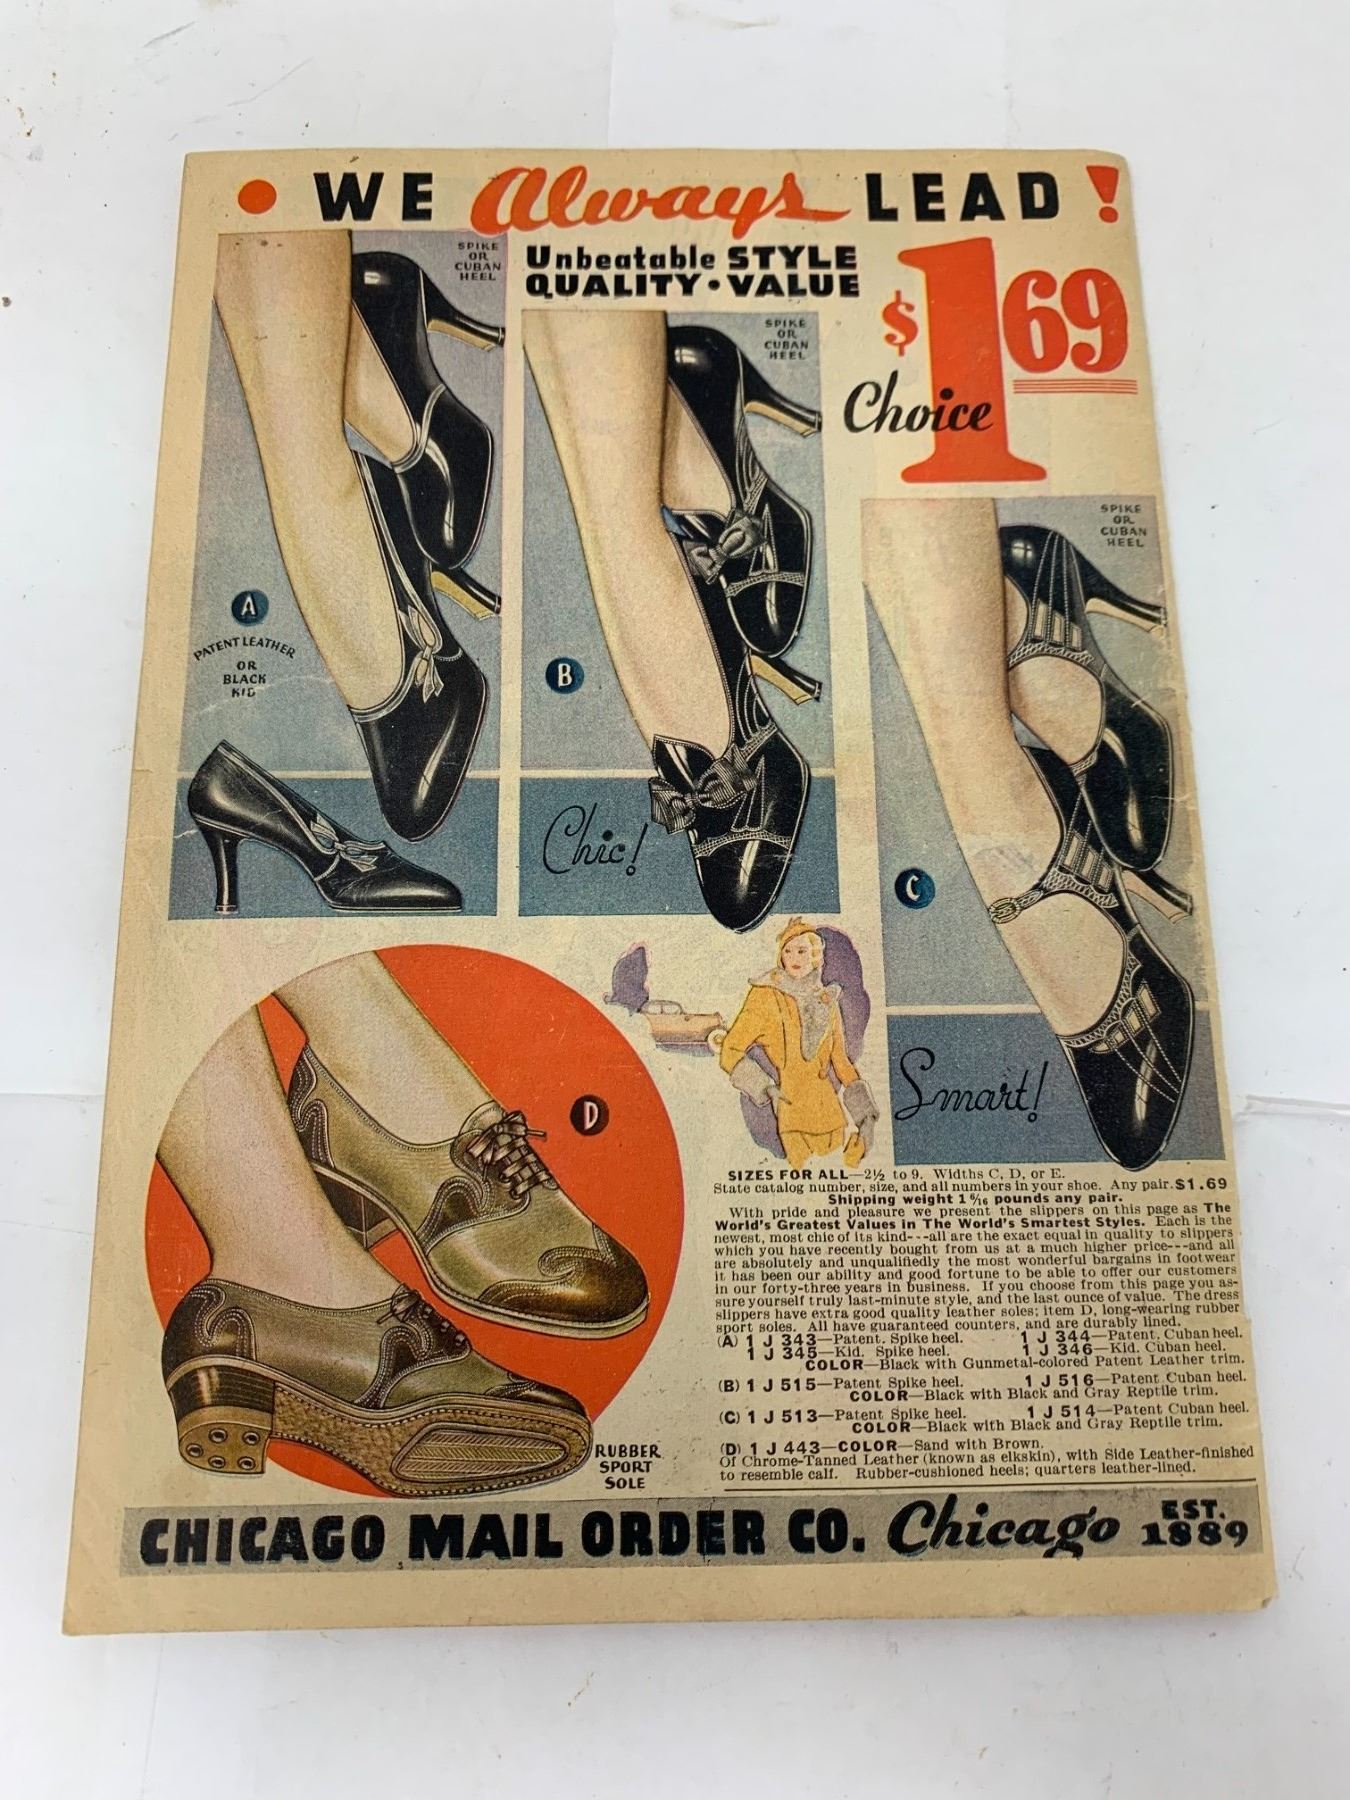 • WE Always LEAD!
Unbeatable STYLE
QUALITY • VALUE
$1 69
Choice
SPIKE
OR
CUBAN
HEEL
SPIKE
OR
CUBAN
HEEL
SPIKE
OR
CUBAN
HEEL
A
PATENT LEATHER
OR
BLACK
KID
B
Chic!
C
Smart!
D
RUBBER
SPORT
SOLE
SIZES FOR ALL—2½ to 9. Widths C, D, or E.
State catalog number, size, and all numbers in your shoe. Any pair. $1.69
Shipping weight 1 6/16 pounds any pair.
With pride and pleasure we present the slippers on this page as The
World's Greatest Values in The World's Smartest Styles. Each is the
newest, most chic of its kind---all are the exact equal in quality to slippers
which you have recently bought from us at a much higher price---and all
are absolutely and unqualifiedly the most wonderful bargains in footwear
it has been our ability and good fortune to be able to offer our customers
in our forty-three years in business. If you choose from this page you as-
sure yourself truly last-minute style, and the last ounce of value. The dress
slippers have extra good quality leather soles; item D, long-wearing rubber
sport soles. All have guaranteed counters, and are durably lined.
(A) 1 J 343—Patent. Spike heel. 1 J 344—Patent. Cuban heel.
1 J 345—Kid. Spike heel. 1 J 346—Kid. Cuban heel.
COLOR—Black with Gunmetal-colored Patent Leather trim.
(B) 1 J 515—Patent Spike heel. 1 J 516—Patent Cuban heel.
COLOR—Black with Black and Gray Reptile trim.
(C) 1 J 513—Patent Spike heel. 1 J 514—Patent Cuban heel.
COLOR—Black with Black and Gray Reptile trim.
(D) 1 J 443—COLOR—Sand with Brown.
Of Chrome-Tanned Leather (known as elkskin), with Side Leather-finished
to resemble calf. Rubber-cushioned heels; quarters leather-lined.
CHICAGO MAIL ORDER CO. Chicago EST. 1889